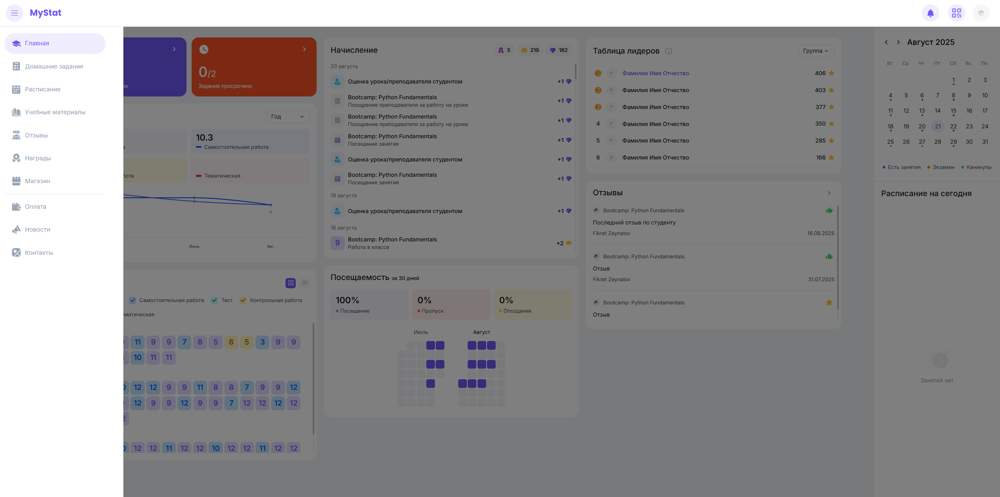 MyStat
Главная
Домашние задания
Расписание
Учебные материалы
Отзывы
Награды
Магазин
Оплата
Новости
Контакты
ю
0/2
Задание просрочено
Год
10.3
Самостоятельная работа
бота
Тематическая
Июль
Авг.
Самостоятельная работа
Тест
Контрольная работа
ематическая
11 9 9 7 8 5 8 5 3 9 9
10 11 11
12 12 9 9 11 8 8 7 9 9 12
12 9 9 12 9 9 7 12 12 12 12
2
12 12 11 12 12 10 12 12 11 12 12
Начисление
5
219
182
20 августа
Оценка урока/преподавателя студентом
+1
Bootcamp: Python Fundamentals
Поощрение преподавателя за работу на уроке
+1
Bootcamp: Python Fundamentals
Поощрение преподавателя за работу на уроке
+1
Bootcamp: Python Fundamentals
Посещение занятия
+1
Оценка урока/преподавателя студентом
+1
Bootcamp: Python Fundamentals
Посещение занятия
+1
19 августа
Оценка урока/преподавателя студентом
+1
18 августа
9
Bootcamp: Python Fundamentals
Работа в классе
+2
Посещаемость за 30 дней
100%
Посещение
0%
Пропуск
0%
Опоздания
Июль
Август
Таблица лидеров
Группа
1 Фамилия Имя Отчество 406
2 Фамилия Имя Отчество 403
3 Фамилия Имя Отчество 377
4 Фамилия Имя Отчество 350
5 Фамилия Имя Отчество 285
6 Фамилия Имя Отчество 166
Отзывы
Bootcamp: Python Fundamentals
Последний отзыв по студенту
Fikret Zeynalov 16.08.2025
Bootcamp: Python Fundamentals
Отзыв
Fikret Zeynalov 31.07.2025
Bootcamp: Python Fundamentals
Отзыв
Август 2025
Вт Ср Чт Пт Сб Вс Пн
1 2 3
4 5 6 7 8 9 10
11 12 13 14 15 16 17
18 19 20 21 22 23 24
25 26 27 28 29 30 31
Есть занятия
Экзамен
Каникулы
Расписание на сегодня
Занятий нет